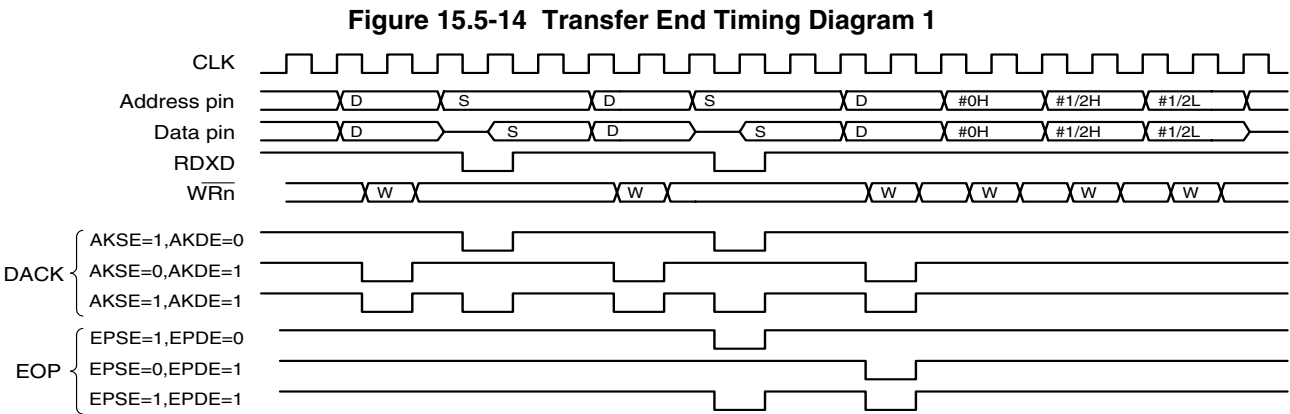 Figure 15.5-14 Transfer End Timing Diagram 1
CLK
Address pin D S D S D #0H #1/2H #1/2L
Data pin D S D S D #0H #1/2H #1/2L
RDXD
WRn W W W W W W
DACK
AKSE=1,AKDE=0
AKSE=0,AKDE=1
AKSE=1,AKDE=1
EOP
EPSE=1,EPDE=0
EPSE=0,EPDE=1
EPSE=1,EPDE=1